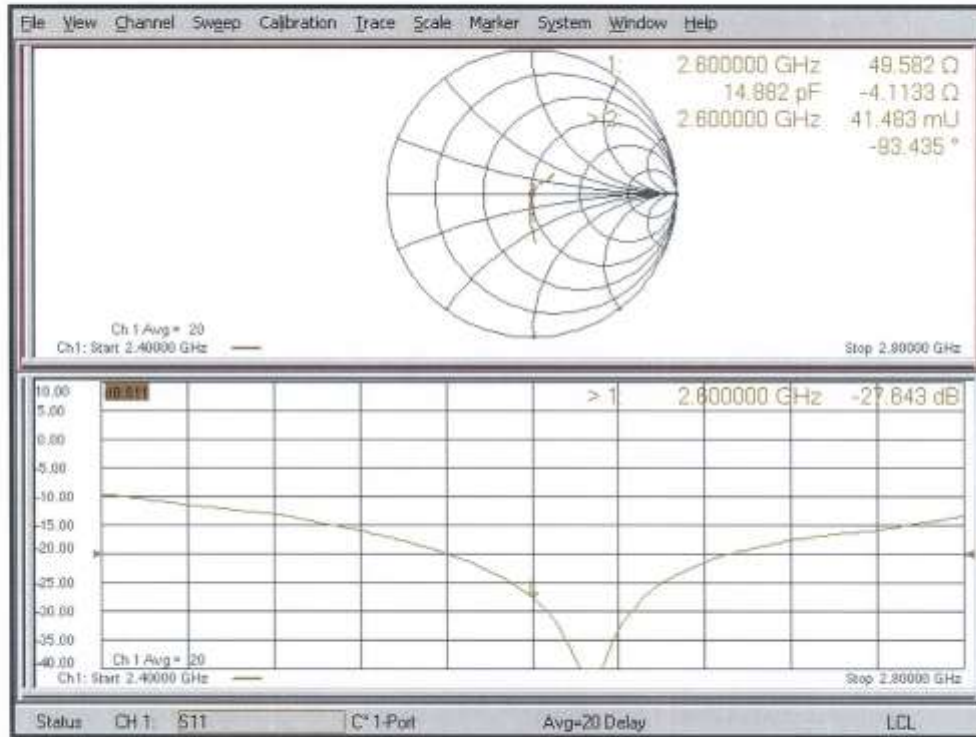 File View Channel Sweep Calibration Trace Scale Marker System Window Help
1: 2.600000 GHz 49.582 Ω
14.882 pF -4.1133 Ω
> 2: 2.600000 GHz 41.483 mU
-93.435 °
Ch 1 Avg = 20
Ch1: Start 2.40000 GHz Stop 2.80000 GHz
10.00
> 1: 2.600000 GHz -27.643 dB
5.00
0.00
-5.00
-10.00
-15.00
-20.00
-25.00
-30.00
-35.00
-40.00
Ch 1 Avg = 20
Ch1: Start 2.40000 GHz Stop 2.80000 GHz
Status CH 1: S11 C* 1-Port Avg=20 Delay LCL